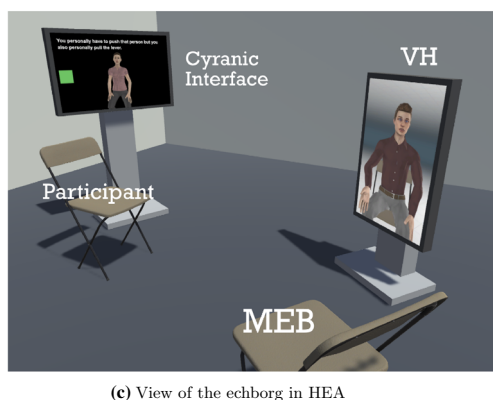 You personally have to push that person but you
also personally pull the lever.
Cyranic
Interface
VH
Participant
MEB
(c) View of the echborg in HEA